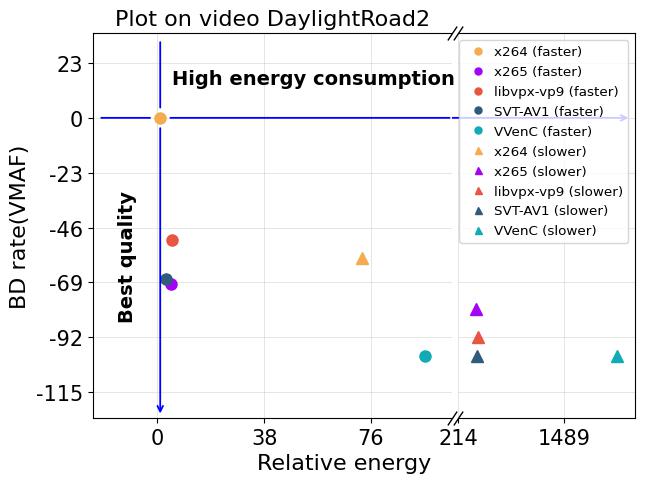 Plot on video DaylightRoad2
BD rate(VMAF)
23
0
-23
-46
-69
-92
-115
High energy consumption
Best quality
x264 (faster)
x265 (faster)
libvpx-vp9 (faster)
SVT-AV1 (faster)
VVenC (faster)
x264 (slower)
x265 (slower)
libvpx-vp9 (slower)
SVT-AV1 (slower)
VVenC (slower)
0 38 76 214 1489
Relative energy